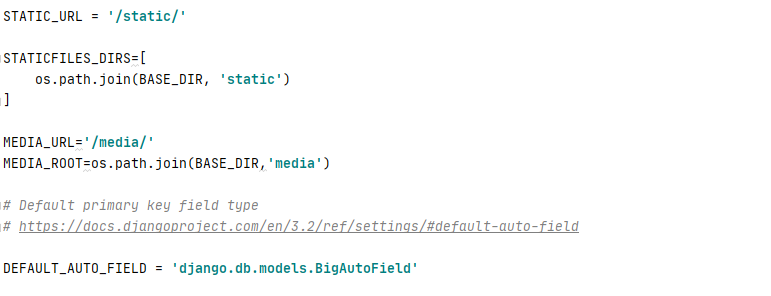 STATIC_URL = '/static/'
STATICFILES_DIRS=[
os.path.join(BASE_DIR, 'static')
]
MEDIA_URL='/media/'
MEDIA_ROOT=os.path.join(BASE_DIR,'media')
# Default primary key field type
# https://docs.djangoproject.com/en/3.2/ref/settings/#default-auto-field
DEFAULT_AUTO_FIELD = 'django.db.models.BigAutoField'